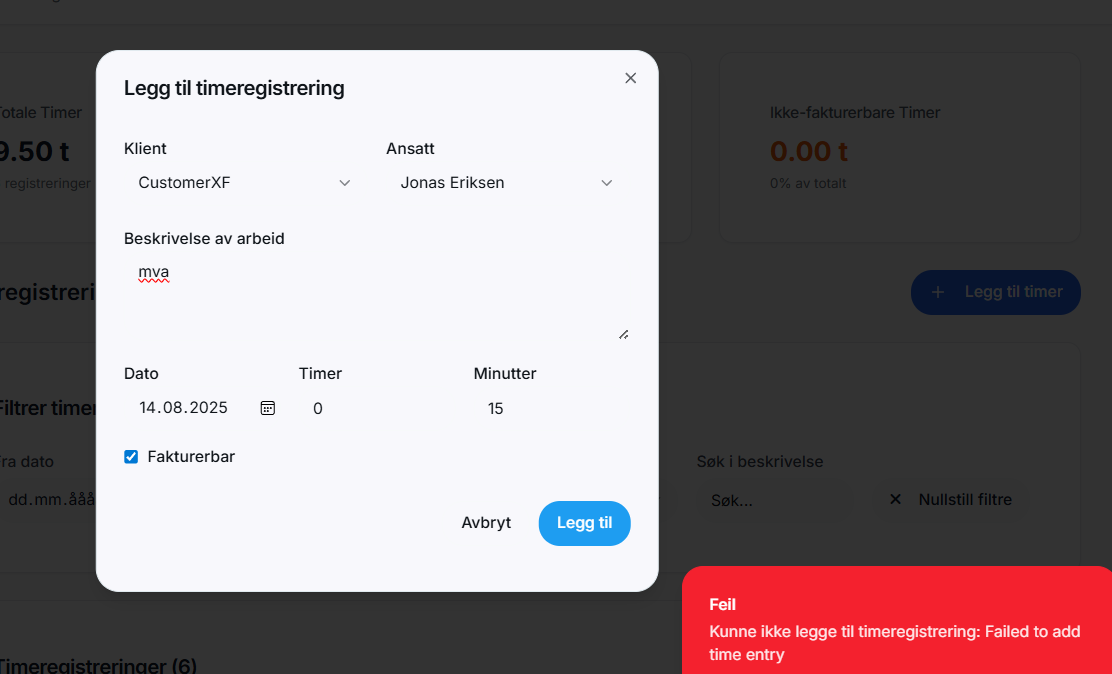 Legg til timeregistrering
Klient
Ansatt
CustomerXF
Jonas Eriksen
Beskrivelse av arbeid
mva
Dato
Timer
Minutter
14.08.2025
0
15
Fakturerbar
Avbryt
Legg til
Totale Timer
9.50 t
registreringer
Ikke-fakturerbare Timer
0.00 t
0% av totalt
registreri
+ Legg til timer
Filtrer timer
Fra dato
dd.mm.ååå
Søk i beskrivelse
Søk...
Nullstill filtre
Timeregistreringer (6)
Feil
Kunne ikke legge til timeregistrering: Failed to add
time entry